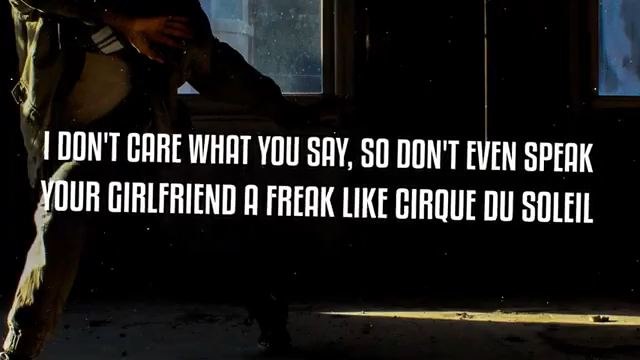 I DON'T CARE WHAT YOU SAY, SO DON'T EVEN SPEAK
YOUR GIRLFRIEND A FREAK LIKE CIRQUE DU SOLEIL